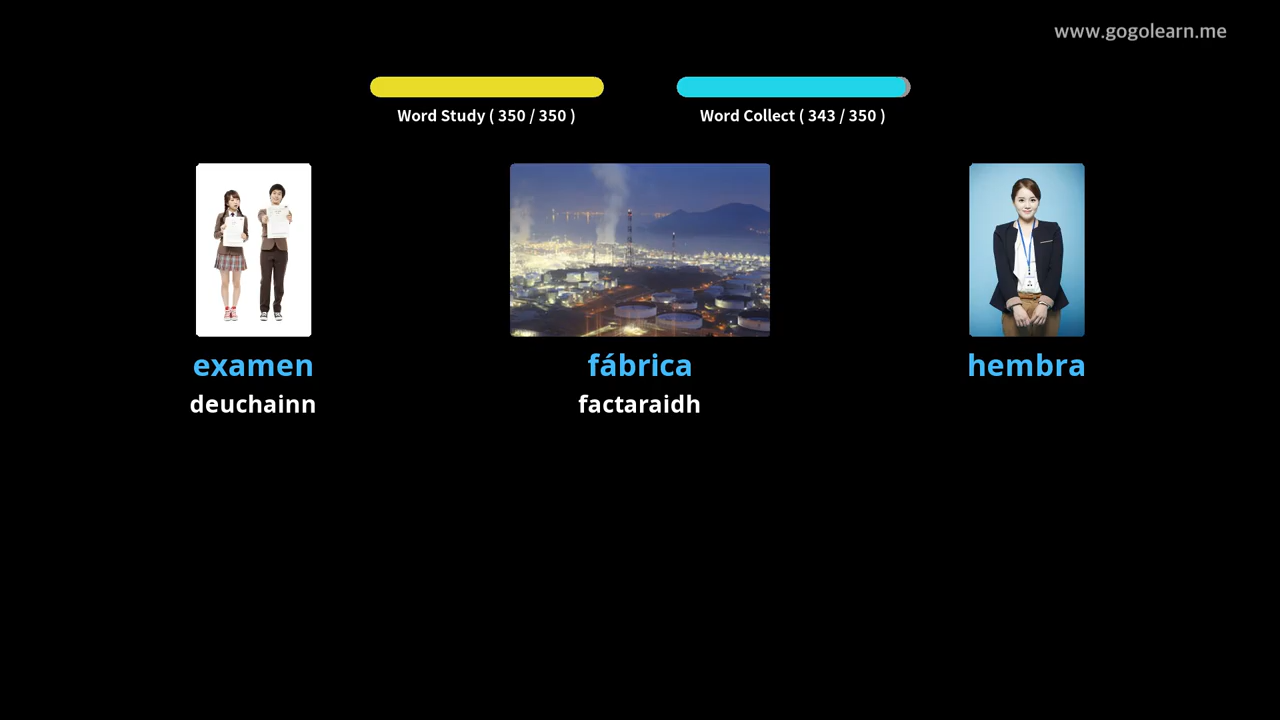 www.gogolearn.me
Word Study ( 350 / 350 )
Word Collect ( 343 / 350 )
examen
fábrica
hembra
deuchainn
factaraidh